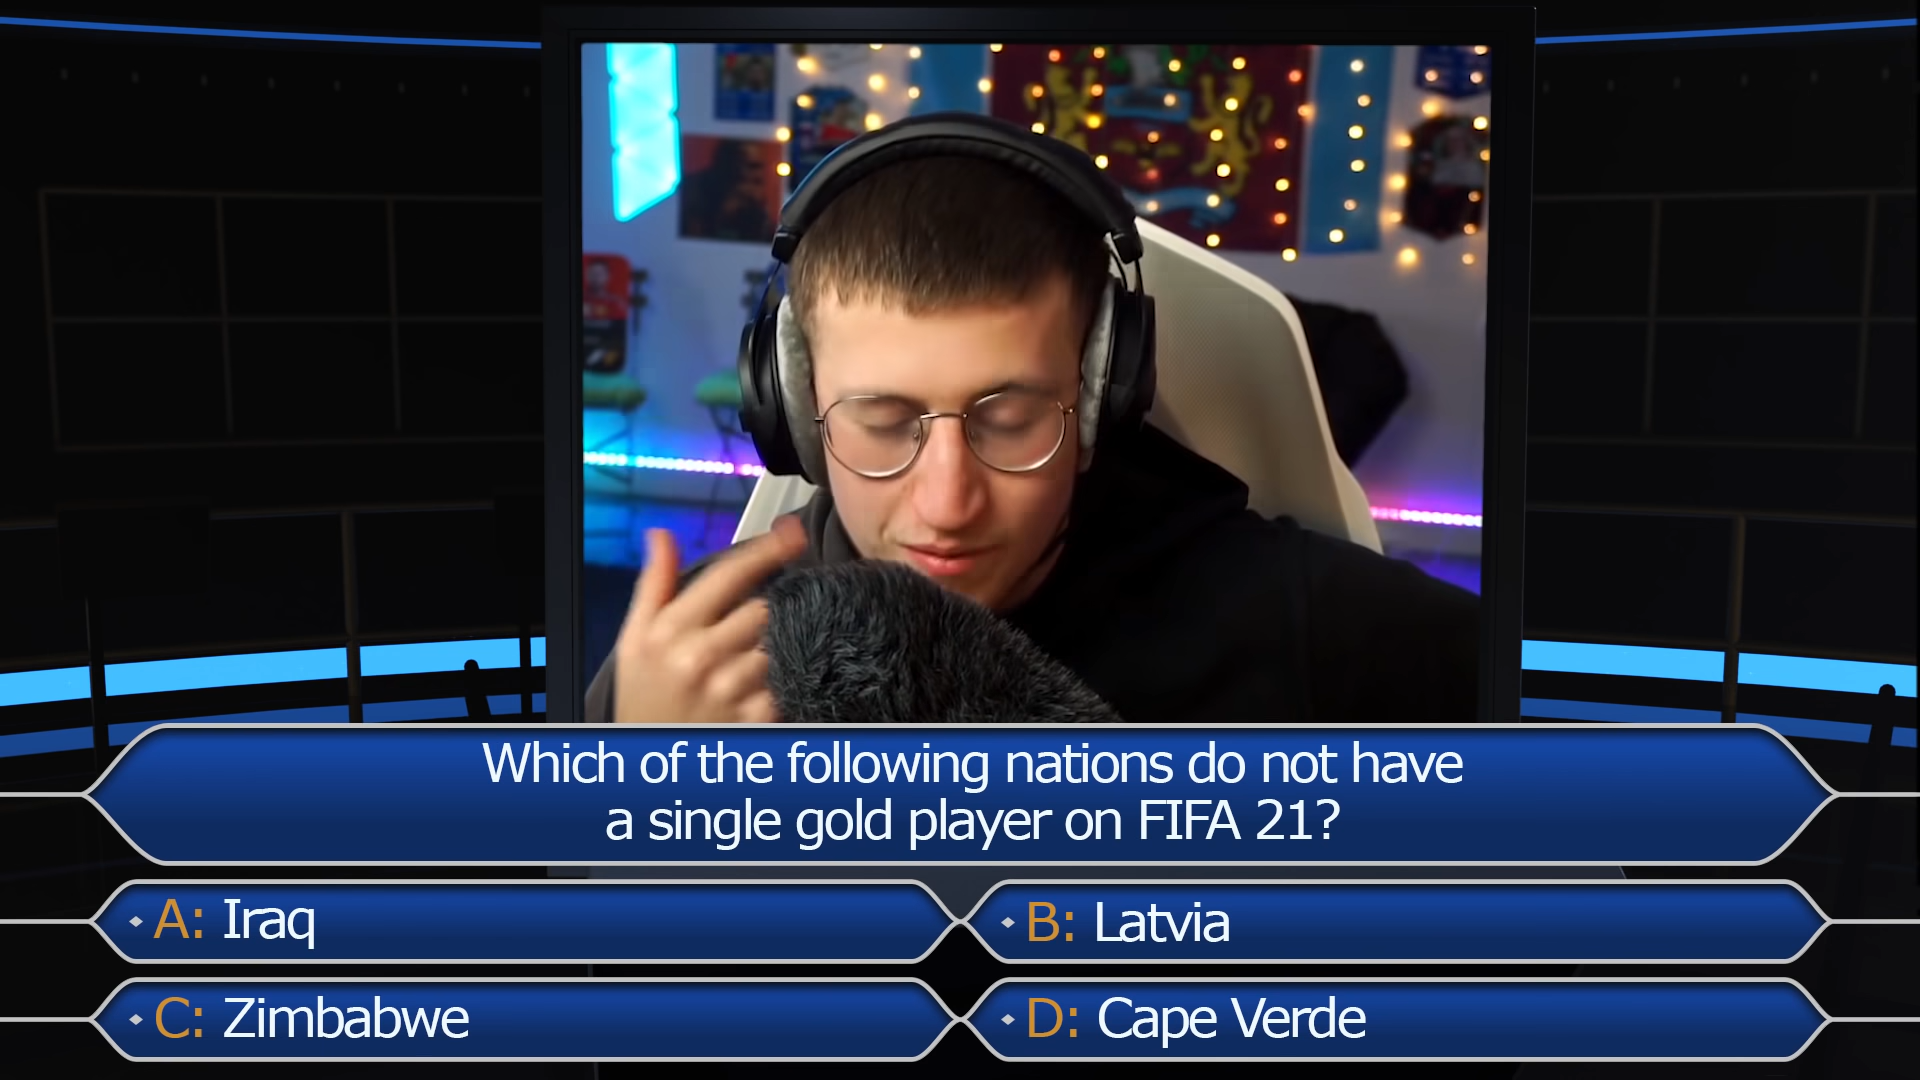 Which of the following nations do not have
a single gold player on FIFA 21?
A: Iraq
B: Latvia
C: Zimbabwe
D: Cape Verde